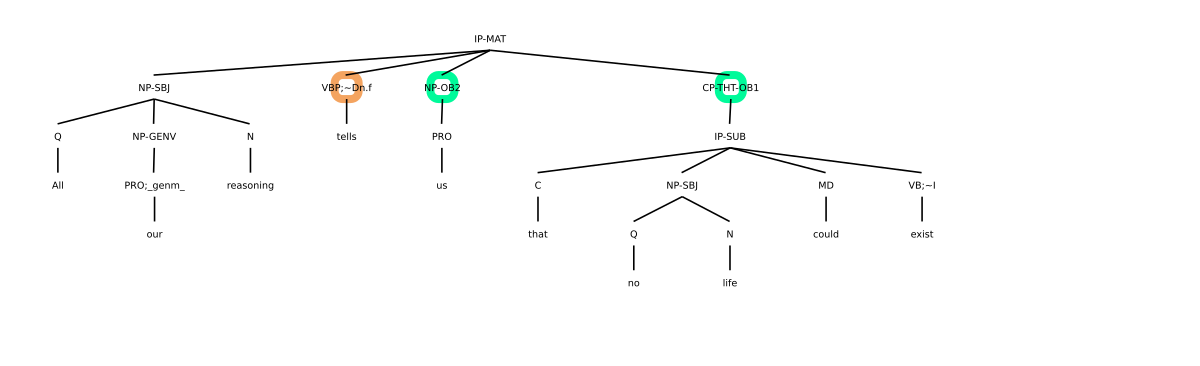 IP-MAT
NP-SBJ VBP;~Dn.f NP-OB2 CP-THT-OB1
Q NP-GENV N tells PRO IP-SUB
All PRO;_genm_ reasoning us C NP-SBJ MD VB;~I
our that Q N could exist
no life